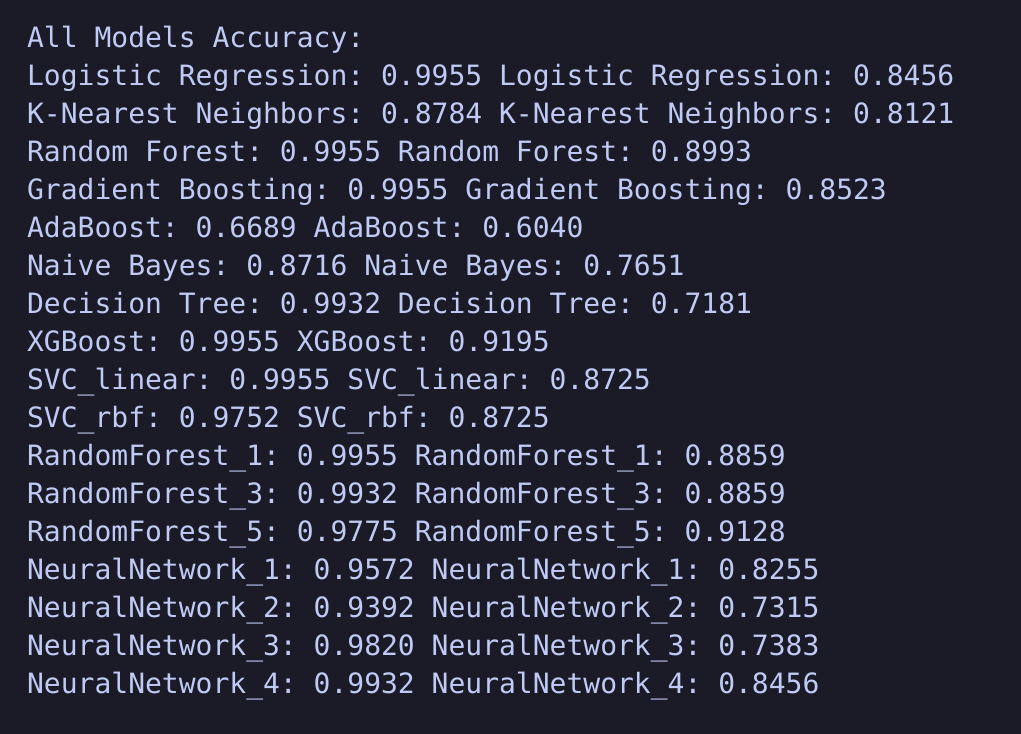 All Models Accuracy:
Logistic Regression: 0.9955 Logistic Regression: 0.8456
K-Nearest Neighbors: 0.8784 K-Nearest Neighbors: 0.8121
Random Forest: 0.9955 Random Forest: 0.8993
Gradient Boosting: 0.9955 Gradient Boosting: 0.8523
AdaBoost: 0.6689 AdaBoost: 0.6040
Naive Bayes: 0.8716 Naive Bayes: 0.7651
Decision Tree: 0.9932 Decision Tree: 0.7181
XGBoost: 0.9955 XGBoost: 0.9195
SVC_linear: 0.9955 SVC_linear: 0.8725
SVC_rbf: 0.9752 SVC_rbf: 0.8725
RandomForest_1: 0.9955 RandomForest_1: 0.8859
RandomForest_3: 0.9932 RandomForest_3: 0.8859
RandomForest_5: 0.9775 RandomForest_5: 0.9128
NeuralNetwork_1: 0.9572 NeuralNetwork_1: 0.8255
NeuralNetwork_2: 0.9392 NeuralNetwork_2: 0.7315
NeuralNetwork_3: 0.9820 NeuralNetwork_3: 0.7383
NeuralNetwork_4: 0.9932 NeuralNetwork_4: 0.8456